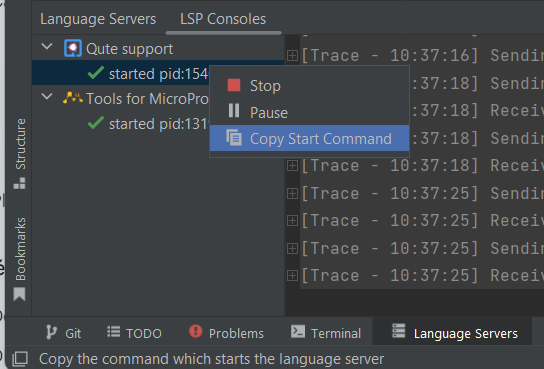 Language Servers
LSP Consoles
Qute support
started pid:154
Tools for MicroPro
started pid:131
Stop
Pause
Copy Start Command
[Trace - 10:37:16] Sendin
[Trace - 10:37:18] Sendin
[Trace - 10:37:18] Receiv
[Trace - 10:37:18] Sendin
[Trace - 10:37:18] Receiv
[Trace - 10:37:25] Sendin
[Trace - 10:37:25] Receiv
[Trace - 10:37:25] Sendin
[Trace - 10:37:25] Receiv
Structure
Bookmarks
Git
TODO
Problems
Terminal
Language Servers
Copy the command which starts the language server